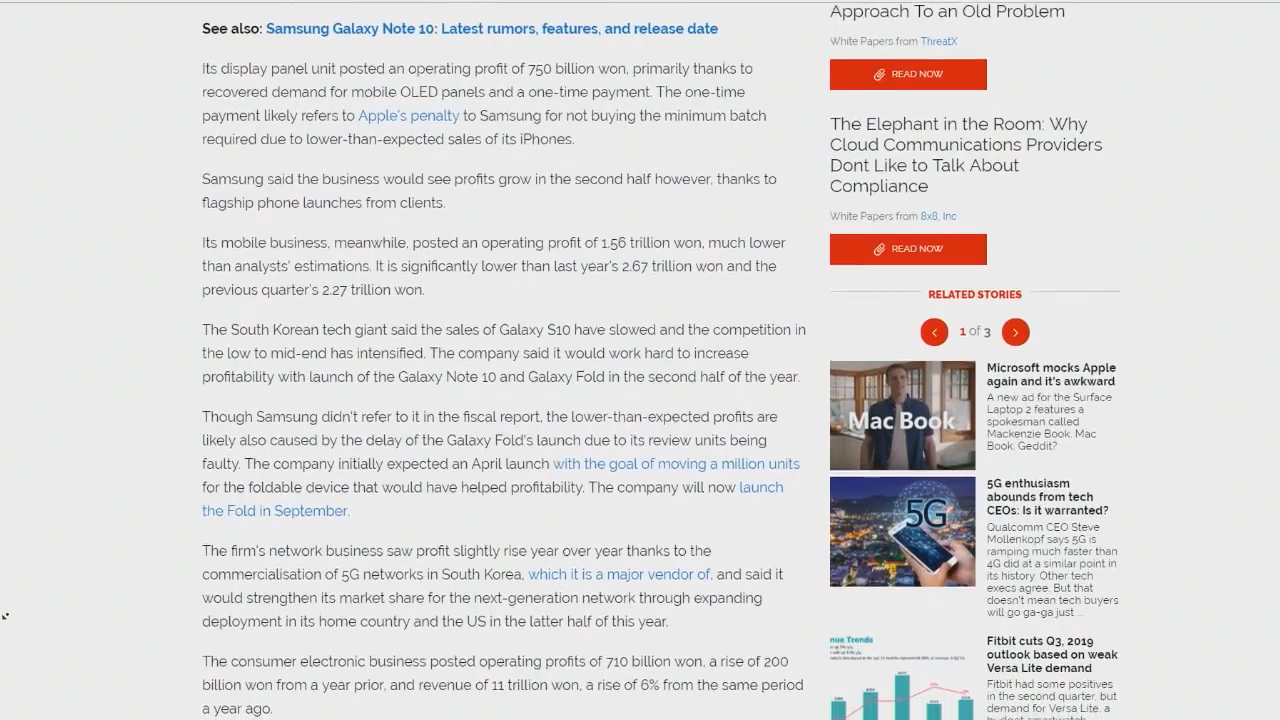 See also: Samsung Galaxy Note 10: Latest rumors, features, and release date
Its display panel unit posted an operating profit of 750 billion won, primarily thanks to
recovered demand for mobile OLED panels and a one-time payment. The one-time
payment likely refers to Apple's penalty to Samsung for not buying the minimum batch
required due to lower-than-expected sales of its iPhones.
Samsung said the business would see profits grow in the second half however, thanks to
flagship phone launches from clients.
Its mobile business, meanwhile, posted an operating profit of 1.56 trillion won, much lower
than analysts' estimations. It is significantly lower than last year's 2.67 trillion won and the
previous quarter's 2.27 trillion won.
The South Korean tech giant said the sales of Galaxy S10 have slowed and the competition in
the low to mid-end has intensified. The company said it would work hard to increase
profitability with launch of the Galaxy Note 10 and Galaxy Fold in the second half of the year.
Though Samsung didn't refer to it in the fiscal report, the lower-than-expected profits are
likely also caused by the delay of the Galaxy Fold's launch due to its review units being
faulty. The company initially expected an April launch with the goal of moving a million units
for the foldable device that would have helped profitability. The company will now launch
the Fold in September.
The firm's network business saw profit slightly rise year over year thanks to the
commercialisation of 5G networks in South Korea, which it is a major vendor of, and said it
would strengthen market share for the next-generation network through expanding
deployment in its home country and the US in the latter half of this year.
The consumer electronic business posted operating profits of 710 billion won, a rise of 200
billion won from a year prior, and revenue of 11 trillion won, a rise of 6% from the same period
a year ago.
Approach To an Old Problem
White Papers from ThreatX
READ NOW
The Elephant in the Room: Why
Cloud Communications Providers
Dont Like to Talk About
Compliance
White Papers from 8x8, Inc
READ NOW
RELATED STORIES
1 of 3
Mac Book
Microsoft mocks Apple
again and it's awkward
A new ad for the Surface
Laptop 2 features a
spokesman called
Mackenzie Book. Mac
Book, Geddit?
5G
5G enthusiasm
abounds from tech
CEOs: Is it warranted?
Qualcomm CEO Steve
Mollenkopf says 5G is
ramping much faster than
4G did at a similar point in
its history. Other tech
execs agree. But that
doesn't mean tech buyers
will go ga-ga just ...
nue Trends
Fitbit cuts Q3, 2019
outlook based on weak
Versa Lite demand
Fitbit had some positives
in the second quarter, but
demand for Versa Lite, a